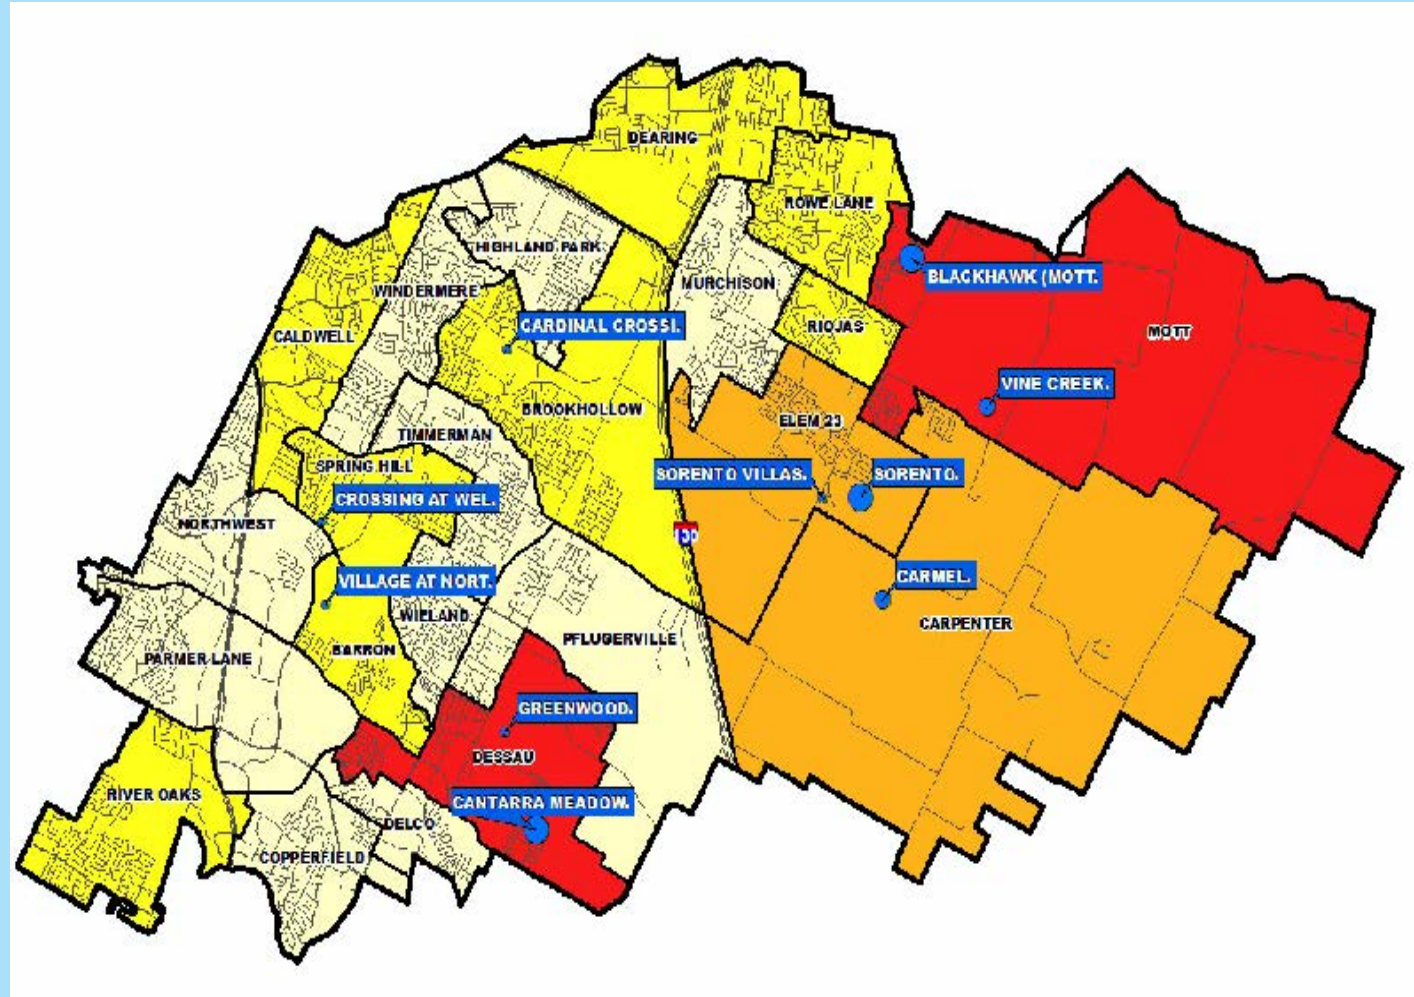 DEARING
ROWE LANE
HIGHLAND PARK
BLACKHAWK (MOTT.
WINDERMERE
MURCHISON
CARDINAL CROSSI.
RIOJAS
MOTT
CALDWELL
VINE CREEK.
BROOKHOLLOW
ELEM 23
TIMMERMAN
SPRING HILL
SORENTO VILLAS.
SORENTO.
CROSSING AT WEL.
NORTHWEST
130
VILLAGE AT NORT.
CARMEL.
WIELAND
CARPENTER
PFLUGERVILLE
BARRON
PARMER LANE
GREENWOOD.
DESSAU
RIVER OAKS
CANTARRA MEADOW.
DELCO
COPPERFIELD